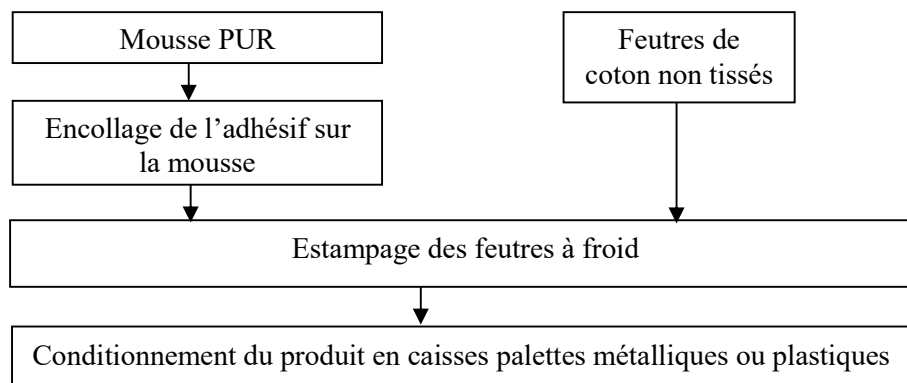 Mousse PUR
Feutres de
coton non tissés
Encollage de l’adhésif sur
la mousse
Estampage des feutres à froid
Conditionnement du produit en caisses palettes métalliques ou plastiques